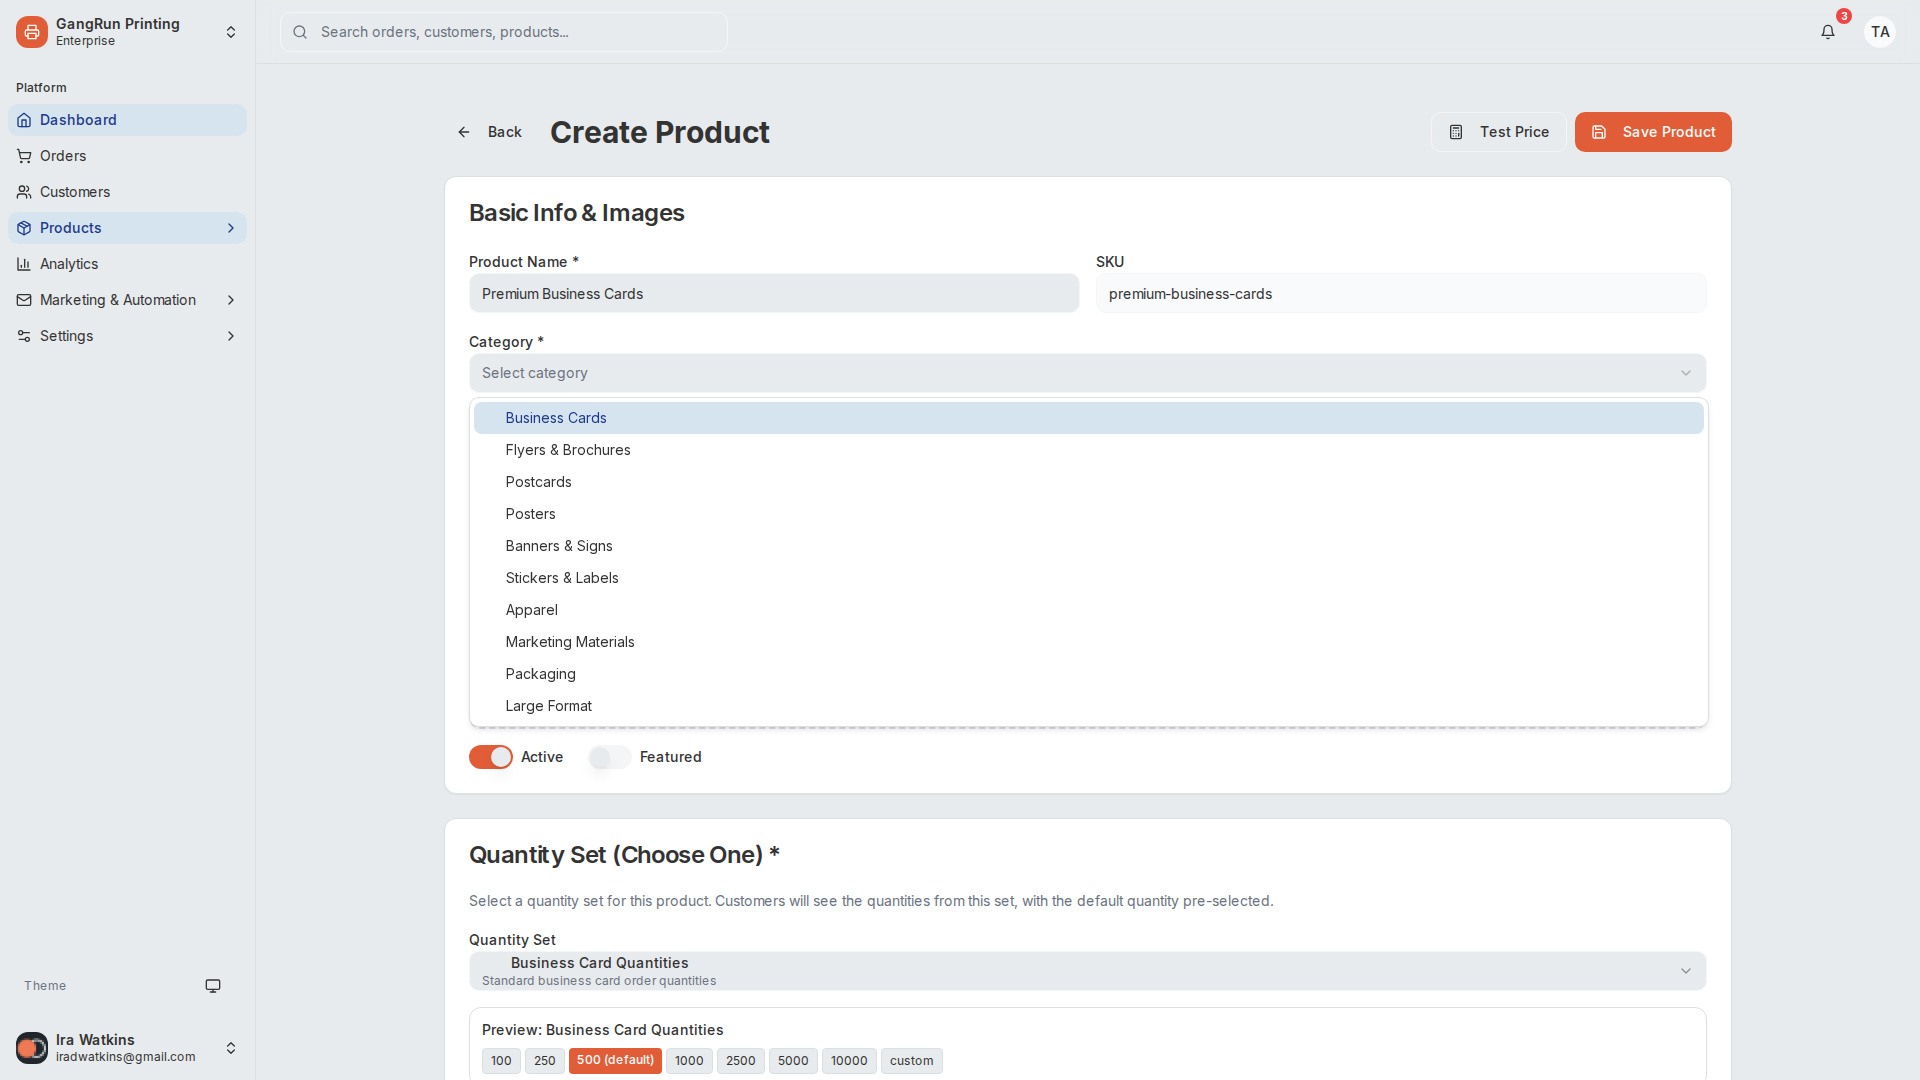 GangRun Printing
Enterprise
Search orders, customers, products...
3
TA
Platform
Dashboard
Orders
Customers
Products
Analytics
Marketing & Automation
Settings
Back
Create Product
Test Price
Save Product
Basic Info & Images
Product Name *
SKU
Premium Business Cards
premium-business-cards
Category *
Select category
Business Cards
Flyers & Brochures
Postcards
Posters
Banners & Signs
Stickers & Labels
Apparel
Marketing Materials
Packaging
Large Format
Active
Featured
Quantity Set (Choose One) *
Select a quantity set for this product. Customers will see the quantities from this set, with the default quantity pre-selected.
Quantity Set
Business Card Quantities
Standard business card order quantities
Preview: Business Card Quantities
100 250 500 (default) 1000 2500 5000 10000 custom
Theme
Ira Watkins
iradwatkins@gmail.com